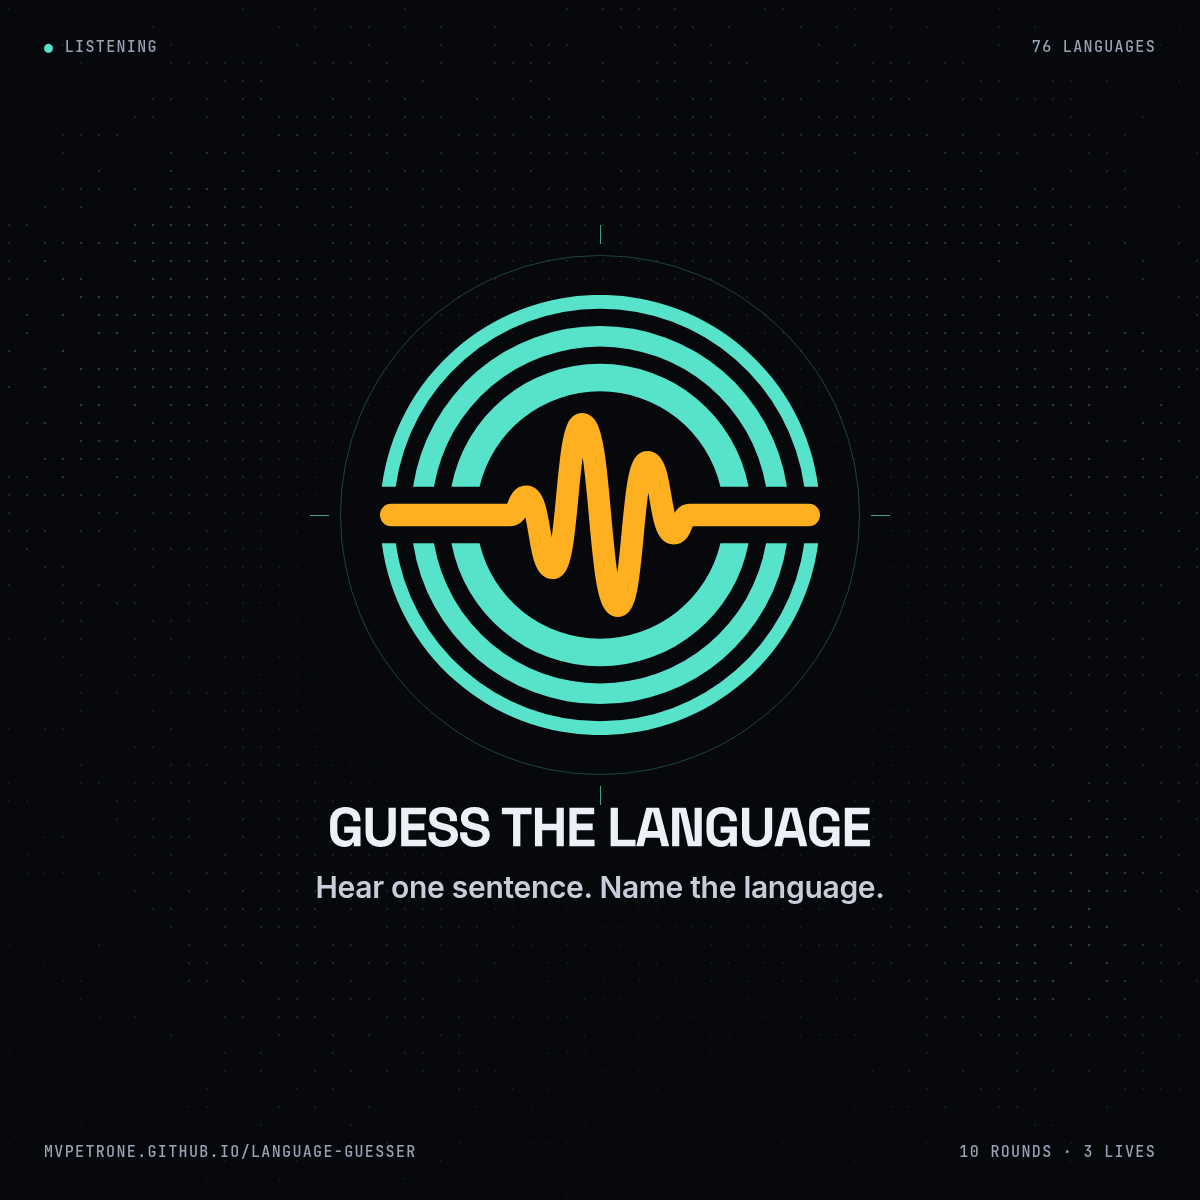 LISTENING
76 LANGUAGES
GUESS THE LANGUAGE
Hear one sentence. Name the language.
MVPETRONE.GITHUB.IO/LANGUAGE-GUESSER
10 ROUNDS · 3 LIVES